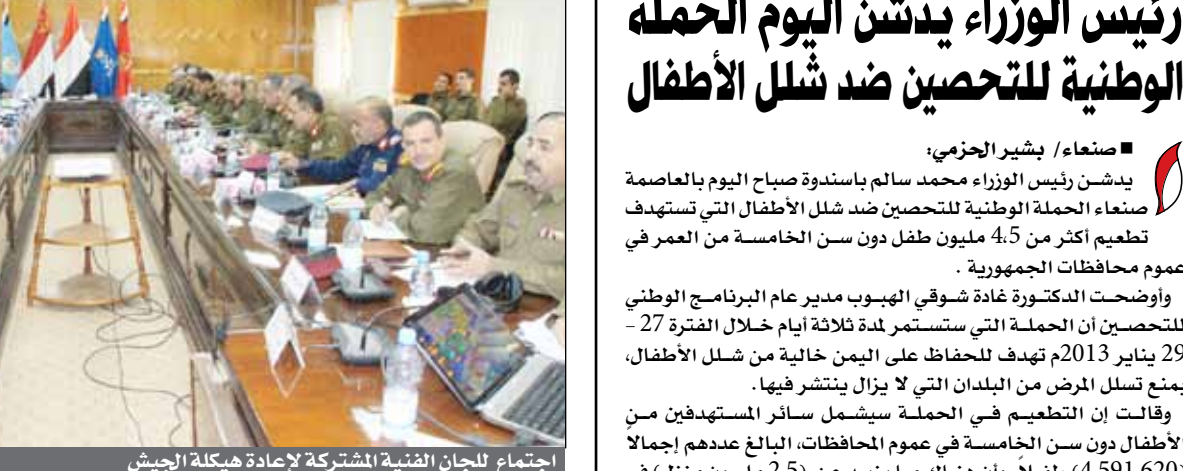 رئيس الوزراء يدشن اليوم الحملة
الوطنية للتحصين ضد شلل الأطفال
■ صنعاء/ بشير الحزمي:
يدشن رئيس الوزراء محمد سالم باسندوة صباح اليوم بالعاصمة
صنعاء الحملة الوطنية للتحصين ضد شلل الأطفال التي تستهدف
تطعيم أكثر من 4,5 مليون طفل دون سن الخامسة من العمر في
عموم محافظات الجمهورية .
وأوضحت الدكتورة غادة شوقي الهبوب مدير عام البرنامج الوطني
للتحصين أن الحملة التي ستستمر لمدة ثلاثة أيام خلال الفترة 27 -
29 يناير 2013م تهدف للحفاظ على اليمن خالية من شلل الأطفال،
بمنع تسلل المرض من البلدان التي لا يزال ينتشر فيها.
وقالت إن التطعيم في الحملة سيشمل سائر المستهدفين من
الأطفال دون سن الخامسة في عموم المحافظات، البالغ عددهم إجمالاً
اجتماع للجان الفنية المشتركة لإعادة هيكلة الجيش